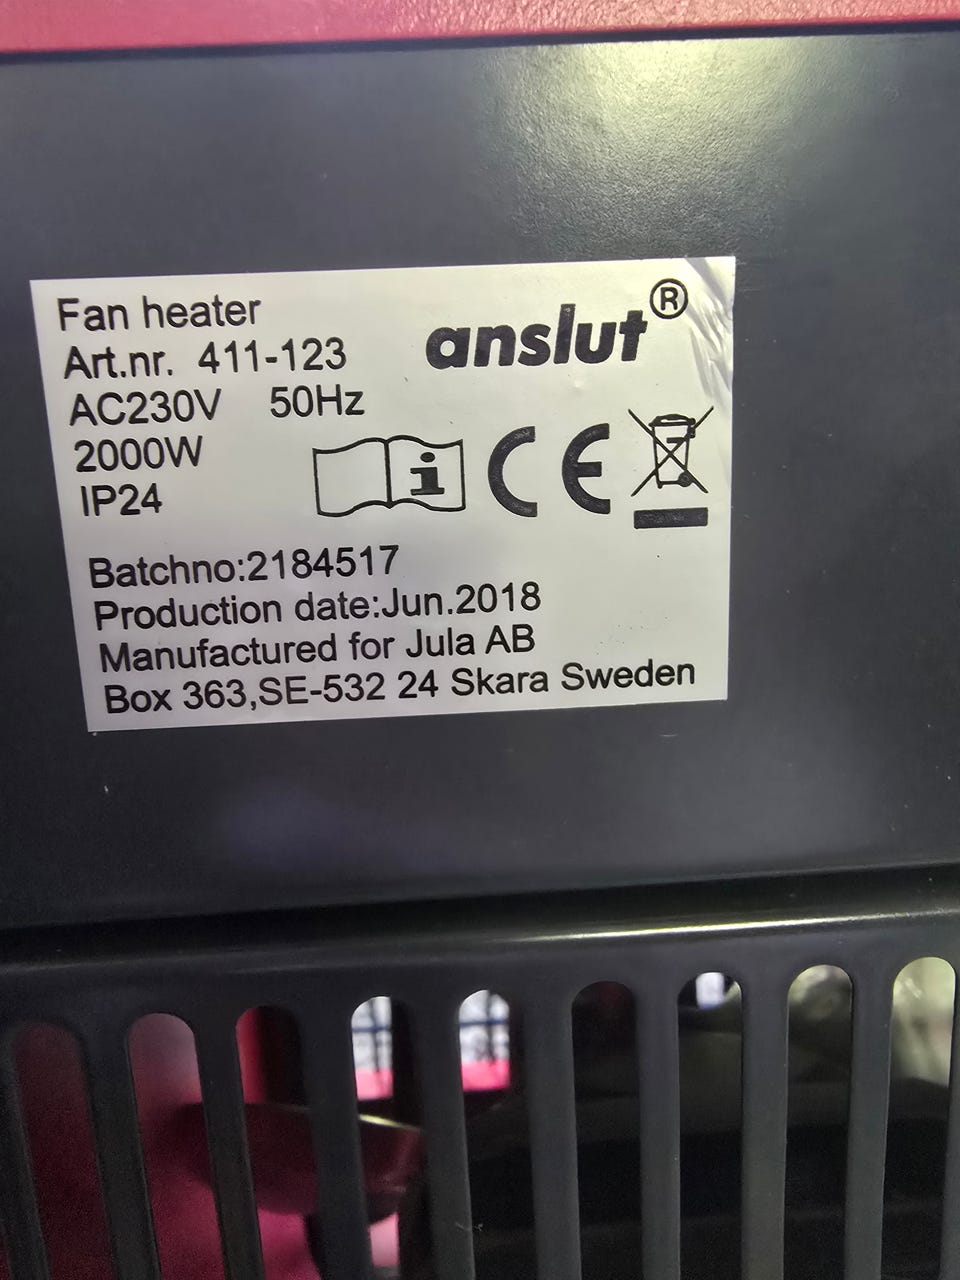 Fan heater
anslut®
Art.nr. 411-123
AC230V 50Hz
2000W
IP24
i CE
Batchno:2184517
Production date:Jun.2018
Manufactured for Jula AB
Box 363,SE-532 24 Skara Sweden